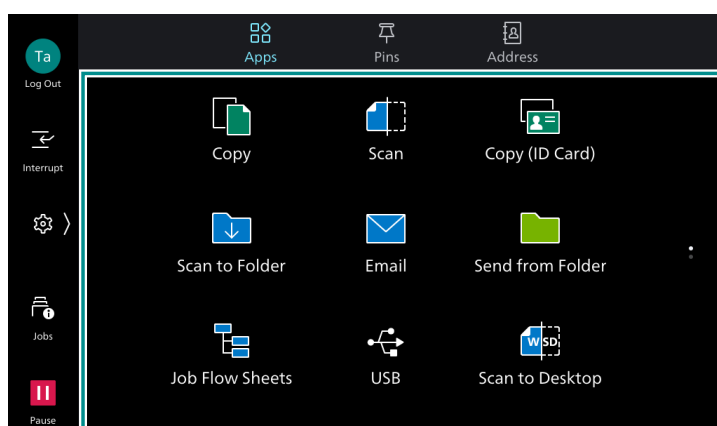 Ta
Log Out
Interrupt
Jobs
Pause
Apps
Pins
Address
Copy
Scan
Copy (ID Card)
Scan to Folder
Email
Send from Folder
Job Flow Sheets
USB
W SD
Scan to Desktop